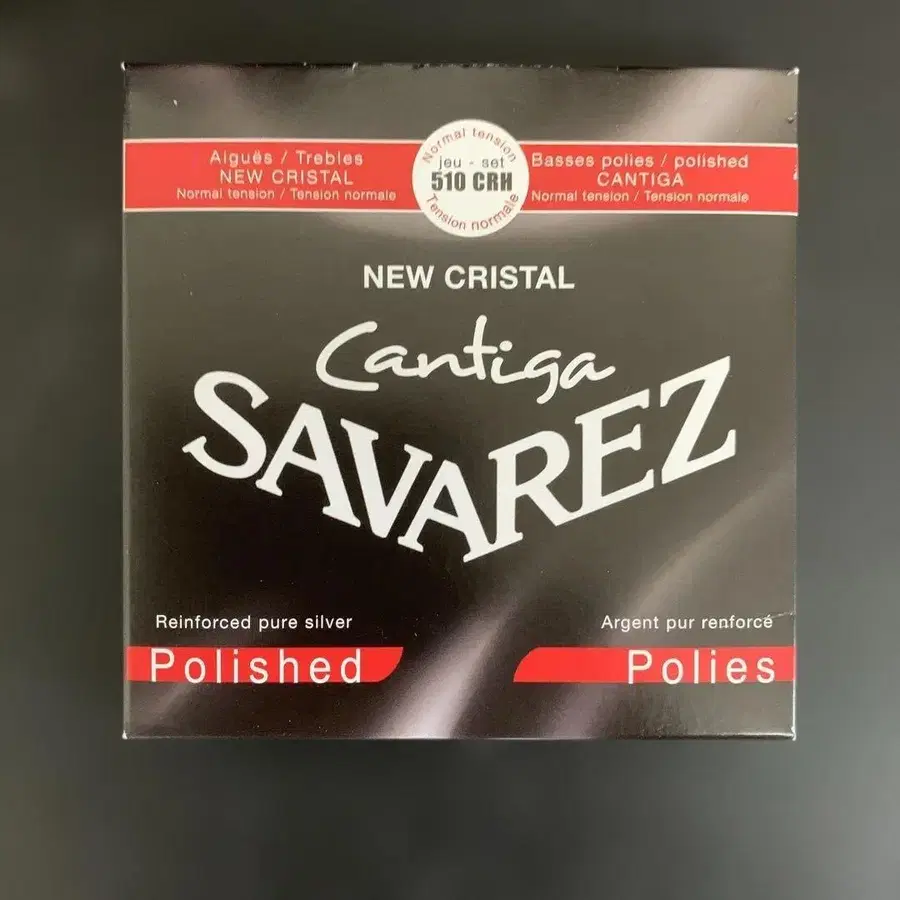 Aiguës / Trebles
NEW CRISTAL
Normal tension / Tension normale
Normal tension
jeu - set
510 CRH
Tension normale
Basses polies / polished
CANTIGA
Normal tension / Tension normale
NEW CRISTAL
Cantiga
SAVAREZ
Reinforced pure silver
Argent pur renforcé
Polished
Polies